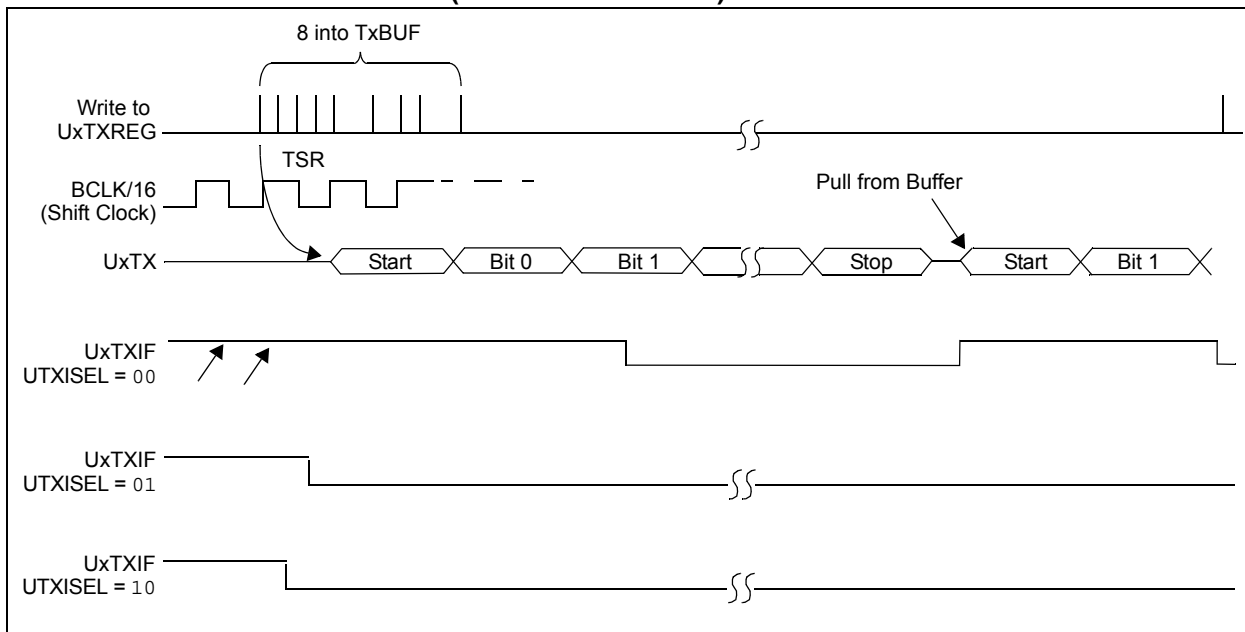 8 into TxBUF
Write to
UxTXREG
TSR
BCLK/16
(Shift Clock)
Pull from Buffer
UxTX
Start
Bit 0
Bit 1
Stop
Start
Bit 1
UxTXIF
UTXISEL = 00
UxTXIF
UTXISEL = 01
UxTXIF
UTXISEL = 10